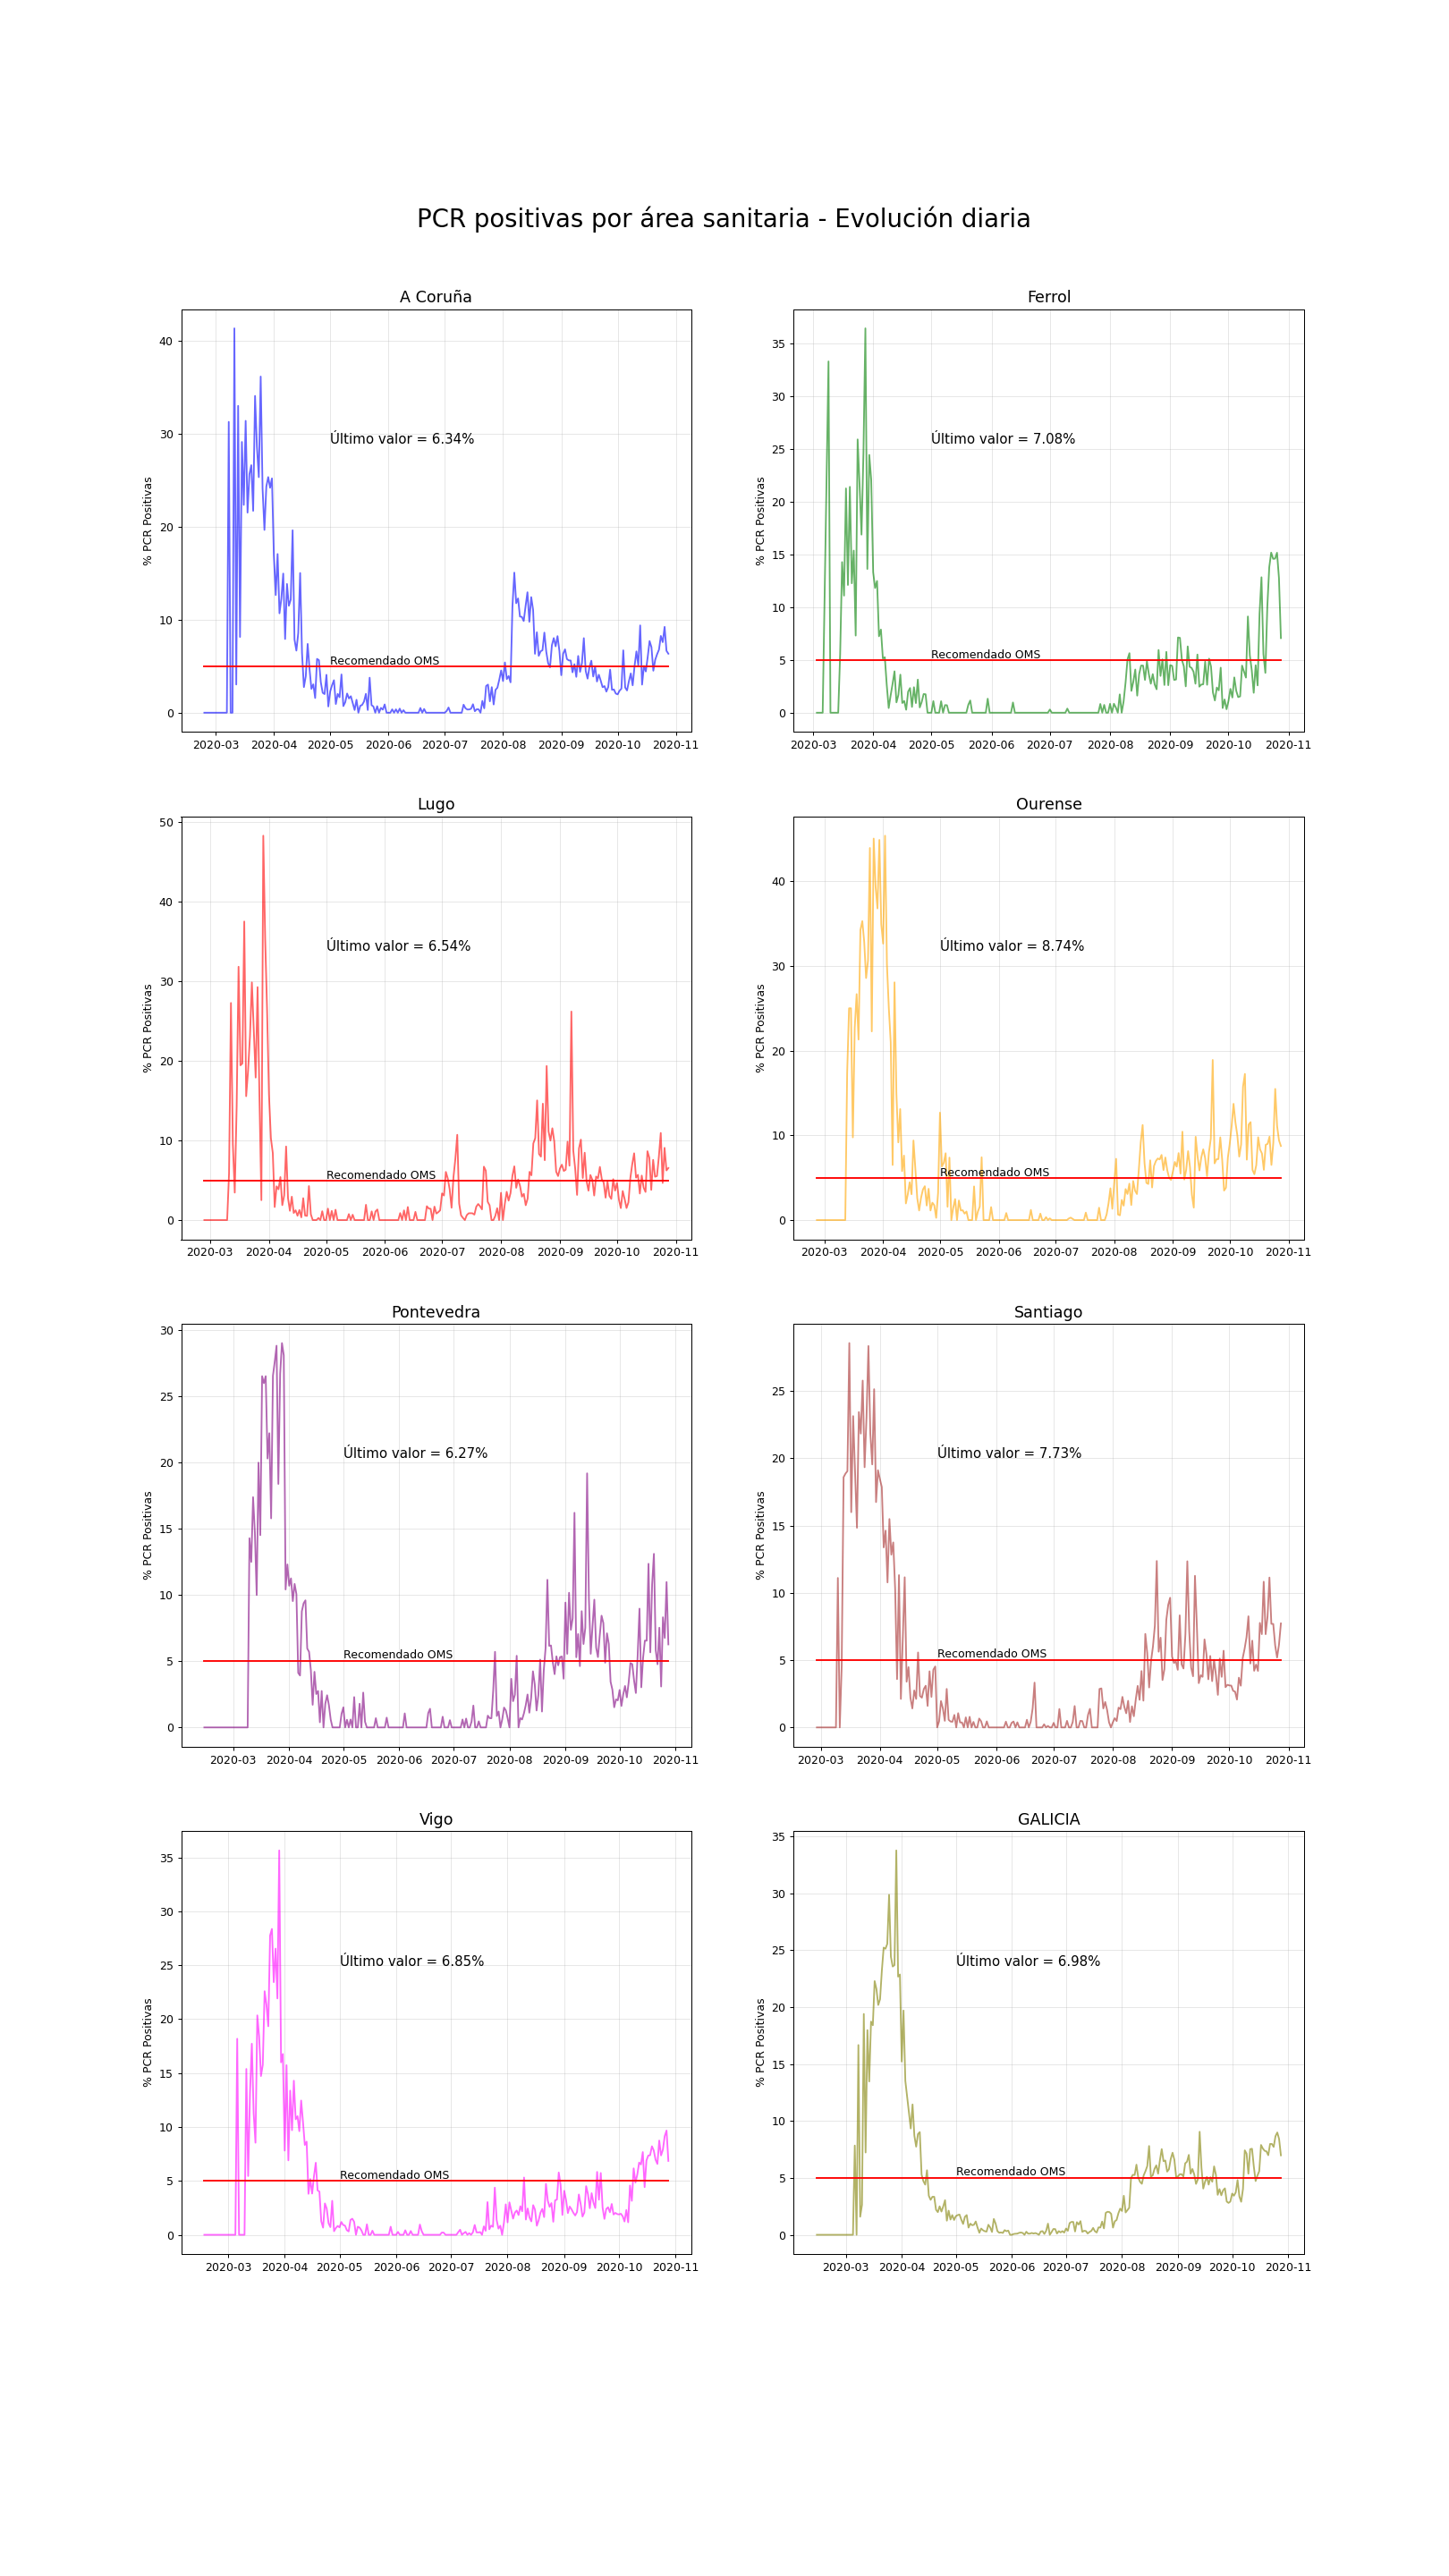 PCR positivas por área sanitaria - Evolución diaria
A Coruña
40
30
20
10
0
% PCR Positivas
Último valor = 6.34%
Recomendado OMS
2020-03 2020-04 2020-05 2020-06 2020-07 2020-08 2020-09 2020-10 2020-11
Ferrol
35
30
25
20
15
10
5
0
% PCR Positivas
Último valor = 7.08%
Recomendado OMS
2020-03 2020-04 2020-05 2020-06 2020-07 2020-08 2020-09 2020-10 2020-11
Lugo
50
40
30
20
10
0
% PCR Positivas
Último valor = 6.54%
Recomendado OMS
2020-03 2020-04 2020-05 2020-06 2020-07 2020-08 2020-09 2020-10 2020-11
Ourense
40
30
20
10
0
% PCR Positivas
Último valor = 8.74%
Recomendado OMS
2020-03 2020-04 2020-05 2020-06 2020-07 2020-08 2020-09 2020-10 2020-11
Pontevedra
30
25
20
15
10
5
0
% PCR Positivas
Último valor = 6.27%
Recomendado OMS
2020-03 2020-04 2020-05 2020-06 2020-07 2020-08 2020-09 2020-10 2020-11
Santiago
25
20
15
10
5
0
% PCR Positivas
Último valor = 7.73%
Recomendado OMS
2020-03 2020-04 2020-05 2020-06 2020-07 2020-08 2020-09 2020-10 2020-11
Vigo
35
30
25
20
15
10
5
0
% PCR Positivas
Último valor = 6.85%
Recomendado OMS
2020-03 2020-04 2020-05 2020-06 2020-07 2020-08 2020-09 2020-10 2020-11
GALICIA
35
30
25
20
15
10
5
0
% PCR Positivas
Último valor = 6.98%
Recomendado OMS
2020-03 2020-04 2020-05 2020-06 2020-07 2020-08 2020-09 2020-10 2020-11